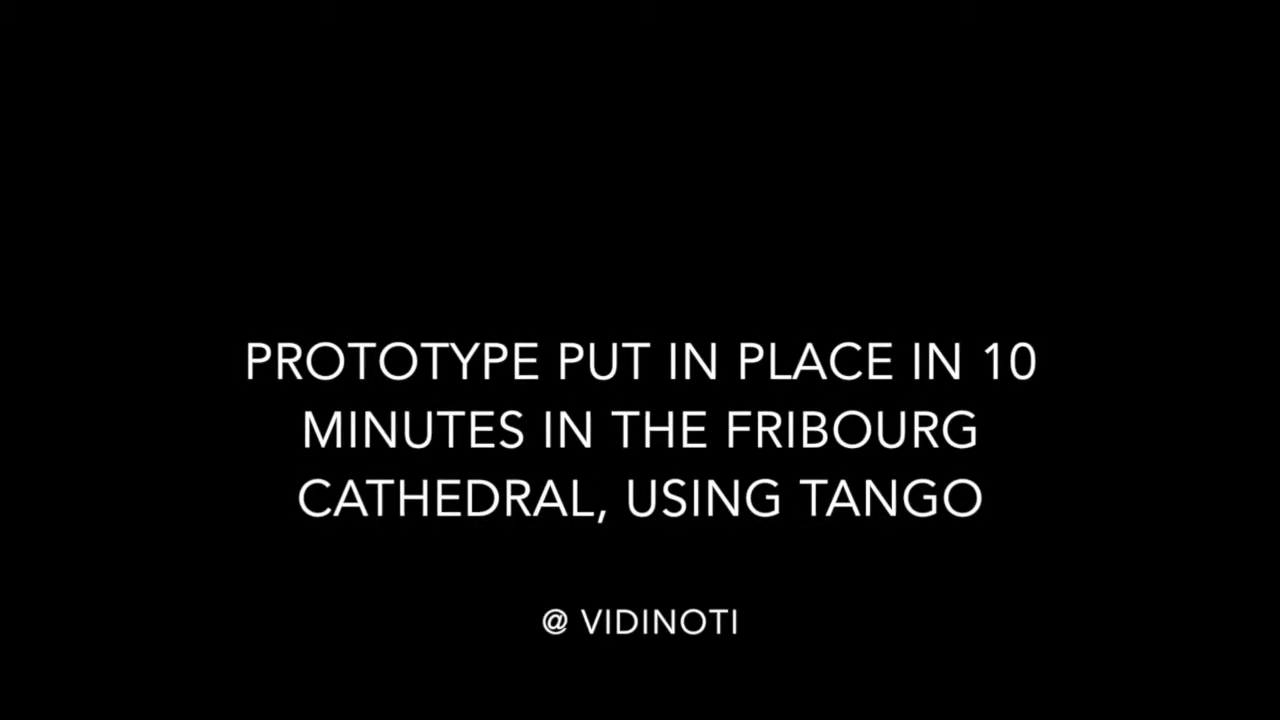 PROTOTYPE PUT IN PLACE IN 10
MINUTES IN THE FRIBOURG
CATHEDRAL, USING TANGO
@ VIDINOTI